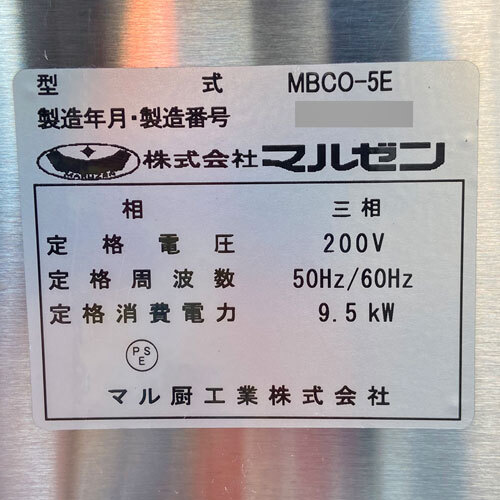 型式 MBCO-5E
製造年月・製造番号
MARUZEN 株式会社マルゼン
相 三相
定格電圧 200V
定格周波数 50Hz/60Hz
定格消費電力 9.5kW
PS
E
マル厨工業株式会社